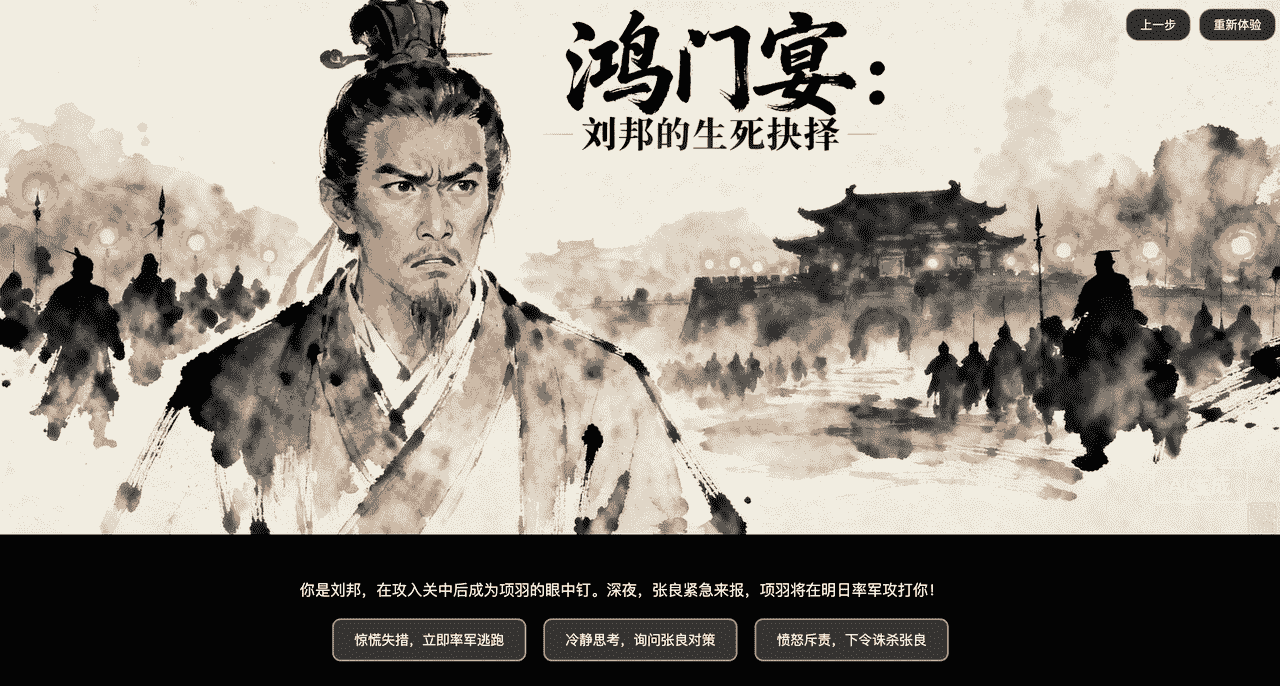 上一步
重新体验
鸿门宴：
刘邦的生死抉择
你是刘邦，在攻入关中后成为项羽的眼中钉。深夜，张良紧急来报，项羽将在明日率军攻打你！
惊慌失措，立即率军逃跑
冷静思考，询问张良对策
愤怒斥责，下令诛杀张良